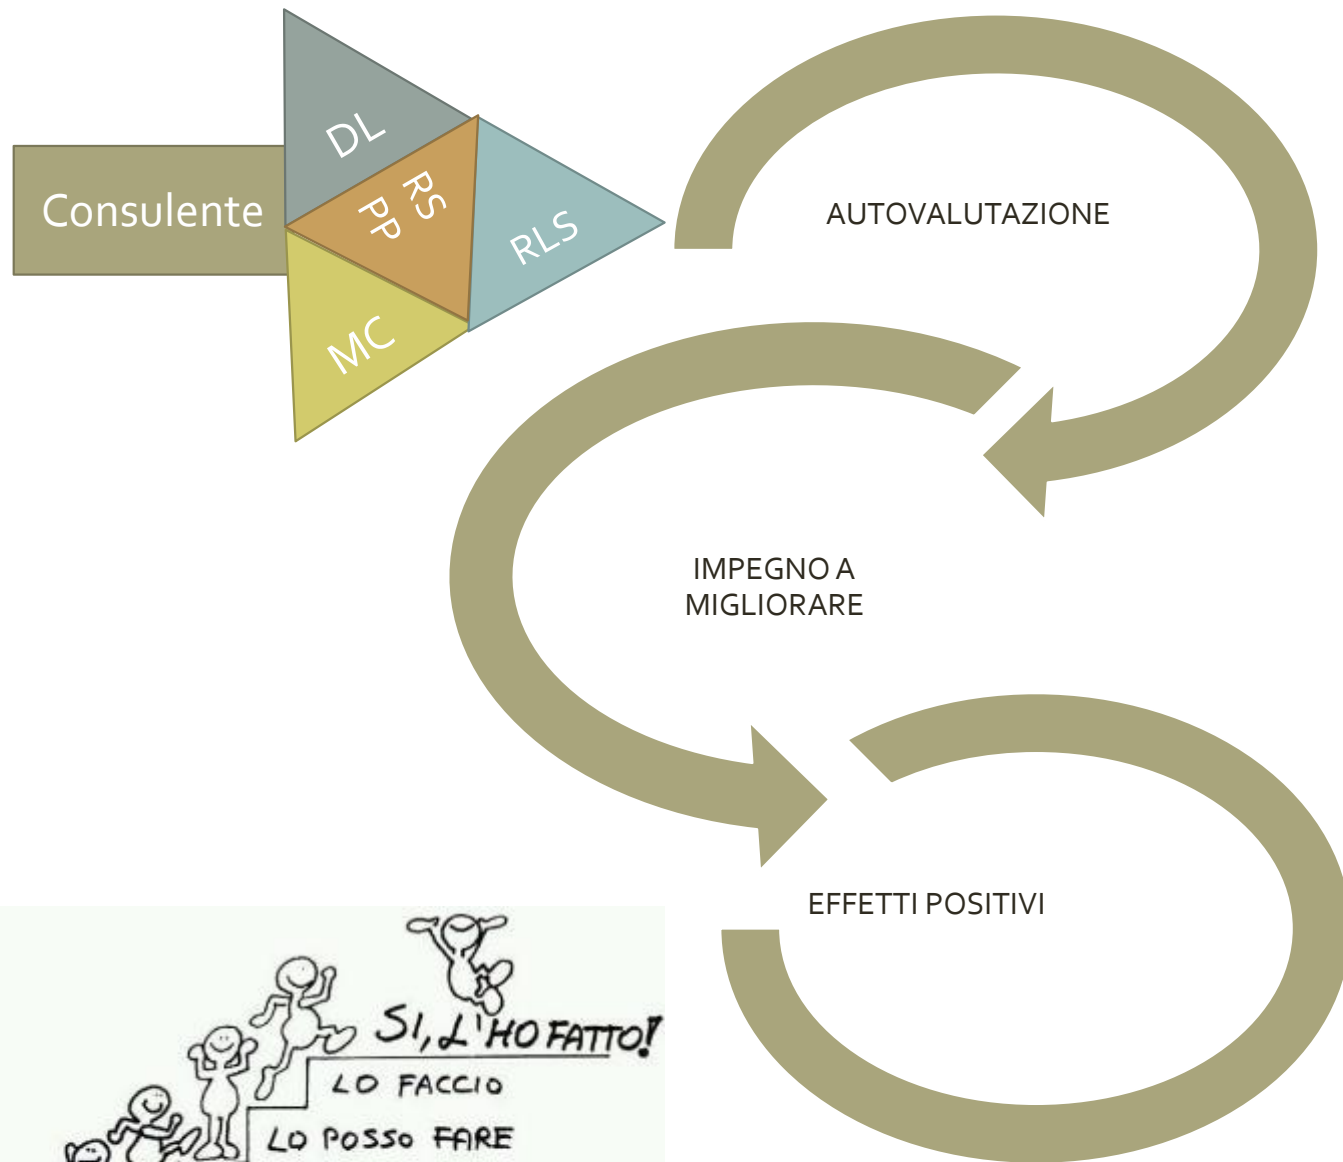 DL
Consulente
RS
PP
RLS
MC
AUTOVALUTAZIONE
IMPEGNO A
MIGLIORARE
EFFETTI POSITIVI
SI, L'HO FATTO!
LO FACCIO
LO POSSO FARE